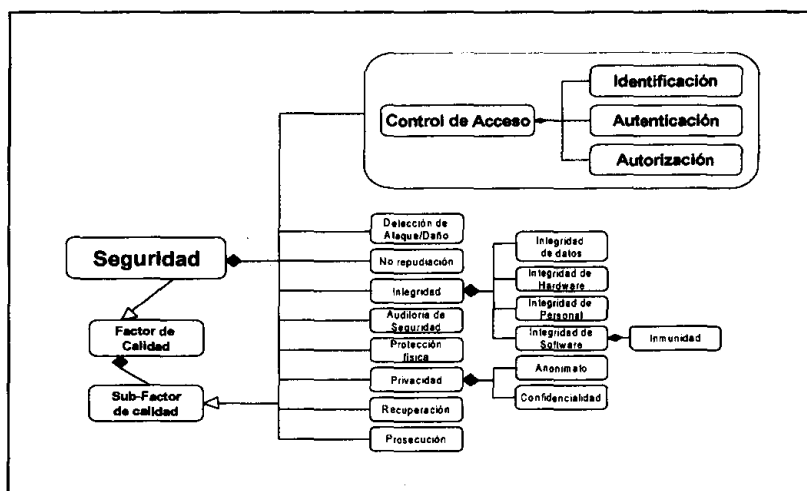 Identificación
Control de Acceso
Autenticación
Autorización
Detección de
Ataque/Daño
No repudiación
Integridad
Auditoria de
Seguridad
Protección
física
Privacidad
Recuperación
Prosecución
Seguridad
Factor de
Calidad
Sub-Factor
de calidad
Integridad
de datos
Integridad de
Hardware
Integridad de
Personal
Integridad de
Software
Inmunidad
Anonimato
Confidencialidad